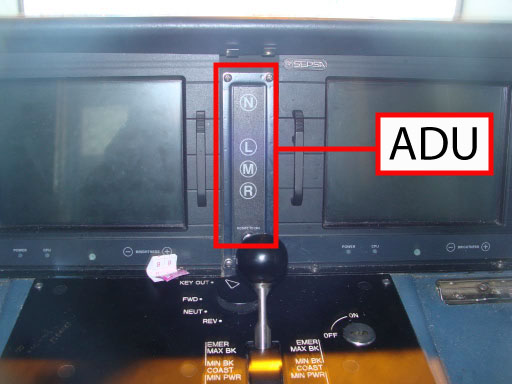 SEPSA
N
L
M
R
ADU
POWER CPU
BRIGHTNESS
POWER CPU
BRIGHTNESS
KEY OUT
FWD
NEUT
REV
ON
OFF
EMER
MAX BK
MIN BK
COAST
MIN PWR
EMER
MAX BK
MIN BK
COAST
MIN PWR